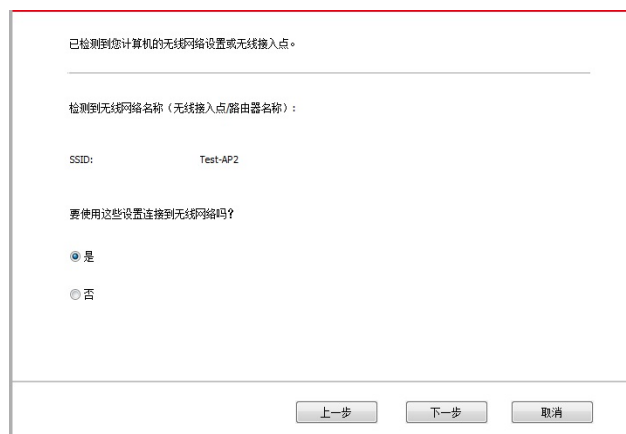 已检测到您计算机的无线网络设置或无线接入点。
检测到无线网络名称（无线接入点/路由器名称）:
SSID: Test-AP2
要使用这些设置连接到无线网络吗?
是
否
上一步 下一步 取消